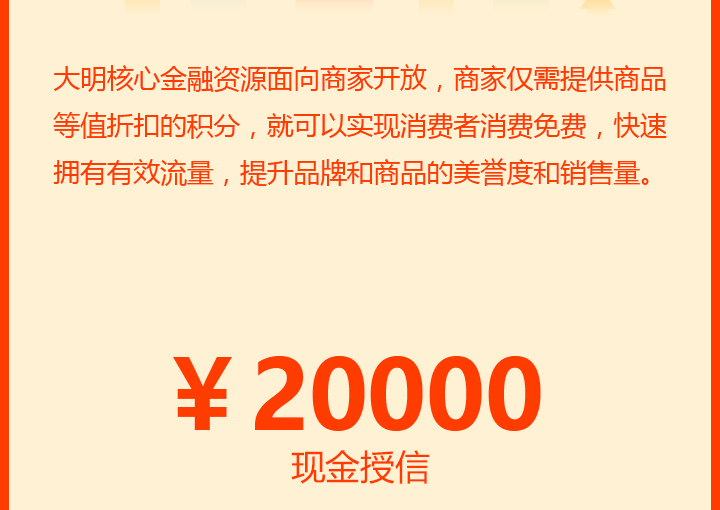 大明核心金融资源面向商家开放，商家仅需提供商品
等值折扣的积分，就可以实现消费者消费免费，快速
拥有有效流量，提升品牌和商品的美誉度和销售量。
¥20000
现金授信